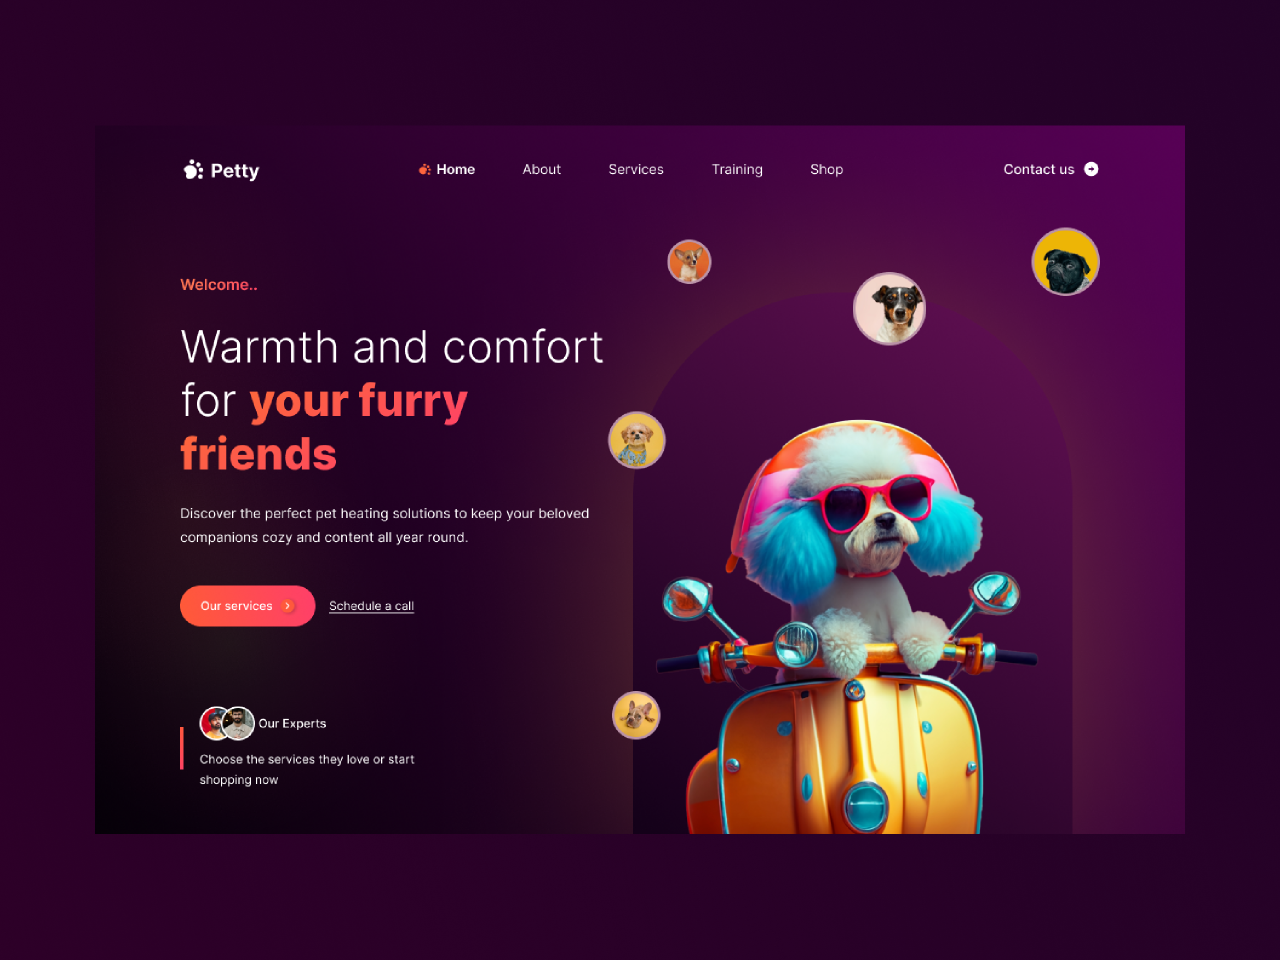 Petty
Home
About
Services
Training
Shop
Contact us
Welcome..
Warmth and comfort
for your furry
friends
Discover the perfect pet heating solutions to keep your beloved
companions cozy and content all year round.
Our services
Schedule a call
Our Experts
Choose the services they love or start
shopping now